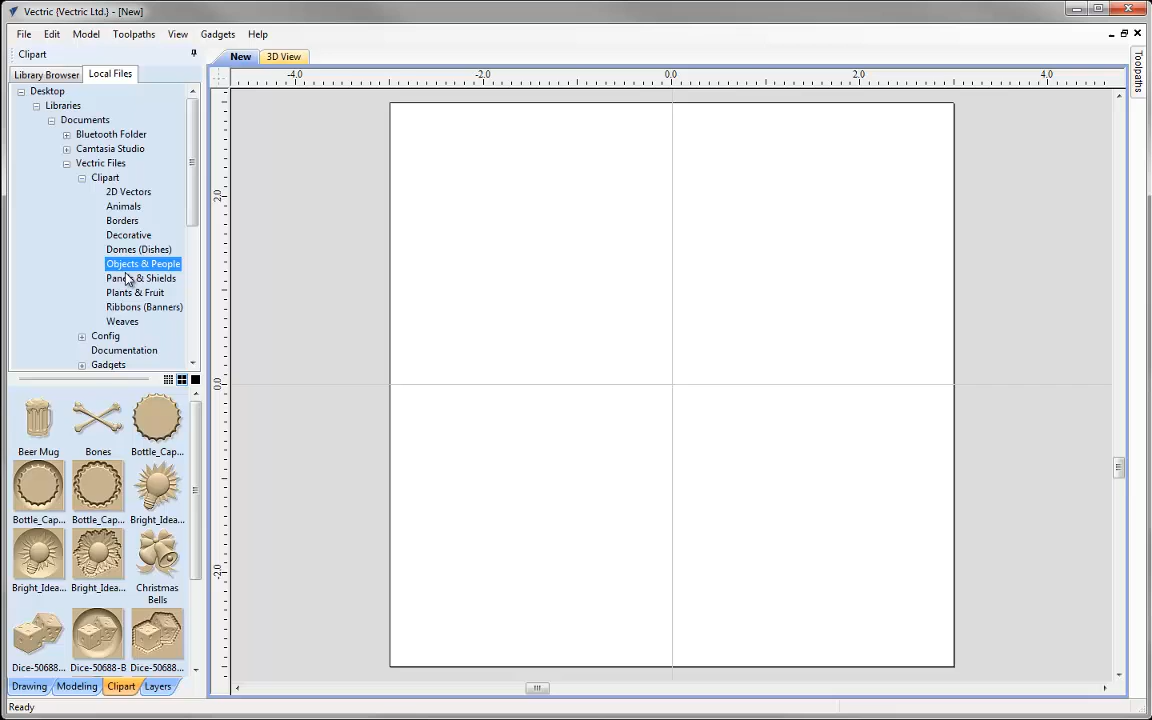 Vectric {Vectric Ltd.} - [New]
File Edit Model Toolpaths View Gadgets Help
Clipart
Library Browser Local Files
New 3D View
Toolpaths
-4.0 -2.0 0.0 2.0 4.0
2.0
0.0
-2.0
Desktop
Libraries
Documents
Bluetooth Folder
Camtasia Studio
Vectric Files
Clipart
2D Vectors
Animals
Borders
Decorative
Domes (Dishes)
Objects & People
Panels & Shields
Plants & Fruit
Ribbons (Banners)
Weaves
Config
Documentation
Gadgets
Beer Mug Bones Bottle_Cap...
Bottle_Cap... Bottle_Cap... Bright_Idea...
Bright_Idea... Bright_Idea... Christmas
Bells
Dice-50688... Dice-50688-B Dice-50688...
Drawing Modeling Clipart Layers
Ready